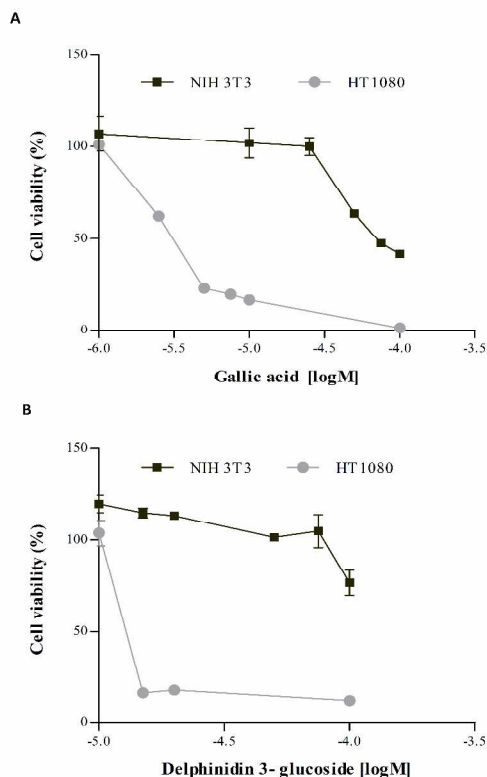 A
150
NIH 3T3 HT1080
100
Cell viability (%)
50
0
-6.0 -5.5 -5.0 -4.5 -4.0 -3.5
Gallic acid [logM]
B
150
NIH 3T3 HT1080
100
Cell viability (%)
50
0
-5.0 -4.5 -4.0 -3.5
Delphinidin 3- glucoside [logM]